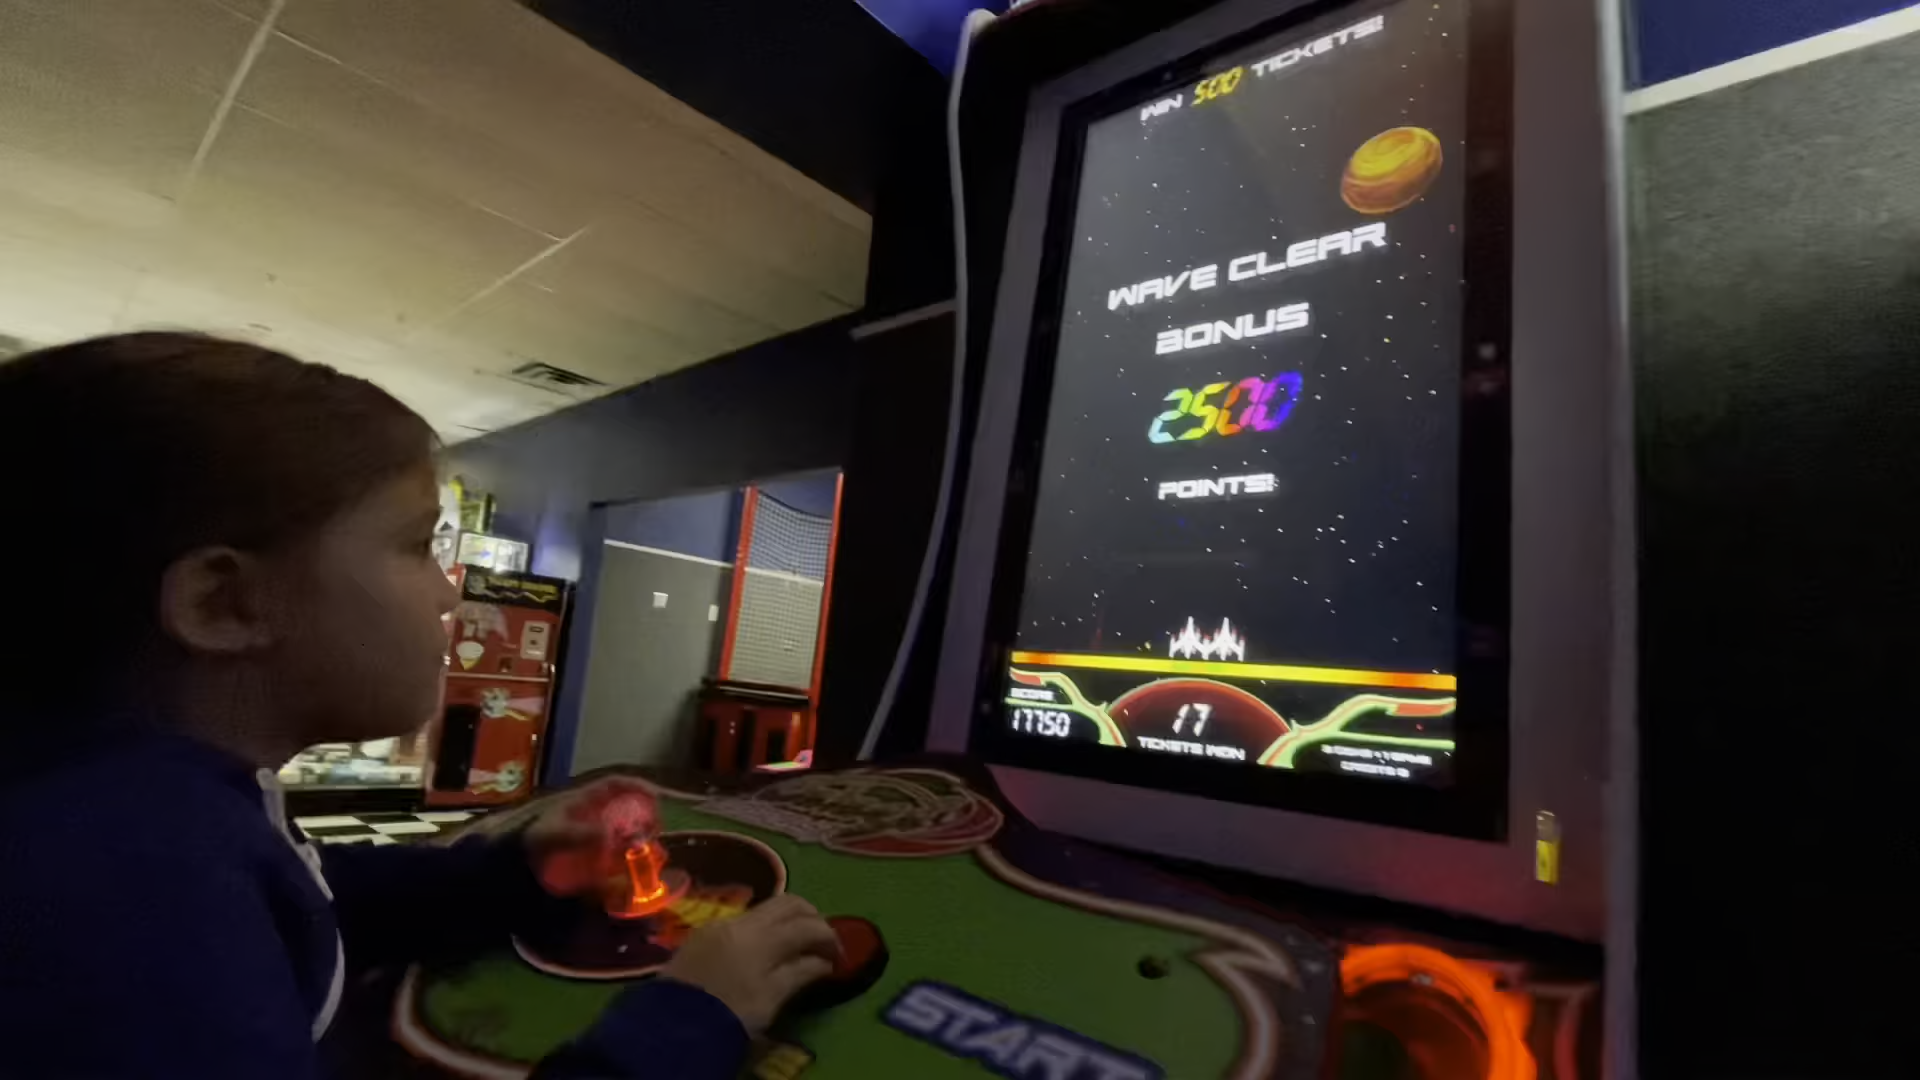 WIN 500 TICKETS!
WAVE CLEAR
BONUS
2500
POINTS!
SCORE
17750
17
TICKETS WON
START